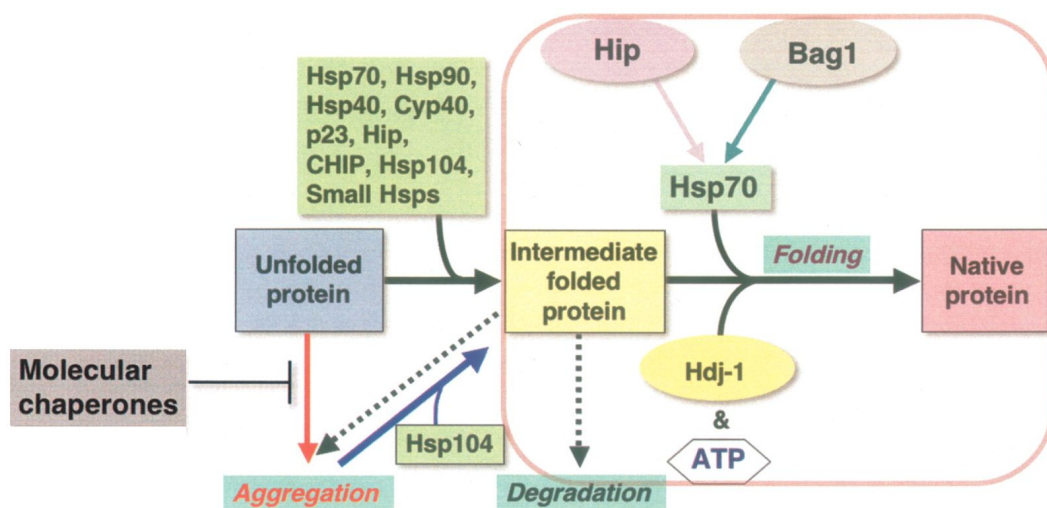 Hip
Bag1
Hsp70, Hsp90,
Hsp40, Cyp40,
p23, Hip,
CHIP, Hsp104,
Small Hsps
Hsp70
Unfolded
protein
Intermediate
folded
protein
Folding
Native
protein
Molecular
chaperones
Hdj-1
&
ATP
Hsp104
Aggregation
Degradation